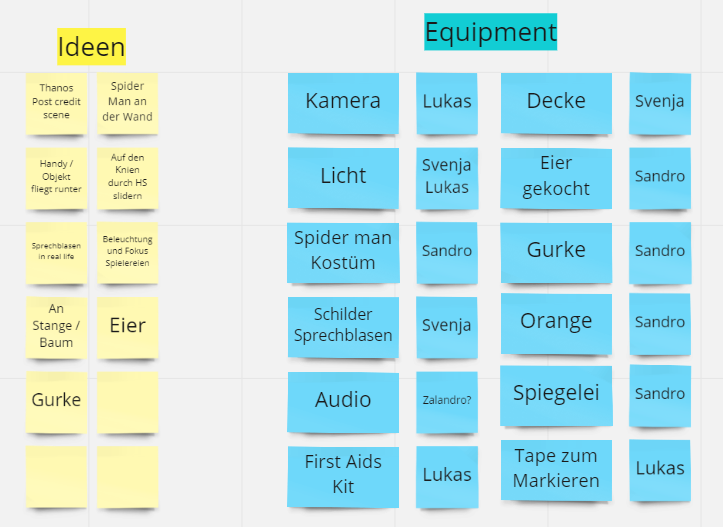 Ideen
Equipment
Thanos
Post credit
scene
Spider
Man an
der Wand
Handy /
Objekt
fliegt runter
Auf den
Knien
durch HS
slidern
Sprechblasen
in real life
Beleuchtung
und Fokus
Spielereien
An
Stange /
Baum
Eier
Gurke
Kamera
Lukas
Decke
Svenja
Licht
Svenja
Lukas
Eier
gekocht
Sandro
Spider man
Kostüm
Sandro
Gurke
Sandro
Schilder
Sprechblasen
Svenja
Orange
Sandro
Audio
Zalandro?
Spiegelei
Sandro
First Aids
Kit
Lukas
Tape zum
Markieren
Lukas